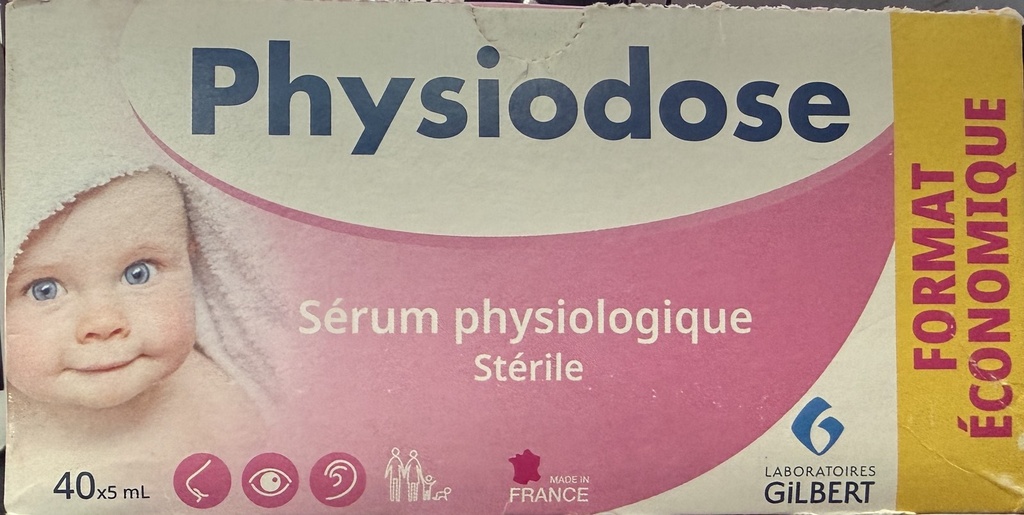 Physiodose
Sérum physiologique
Stérile
40x5 mL
MADE IN
FRANCE
LABORATOIRES
GiLBERT
FORMAT
ÉCONOMIQUE